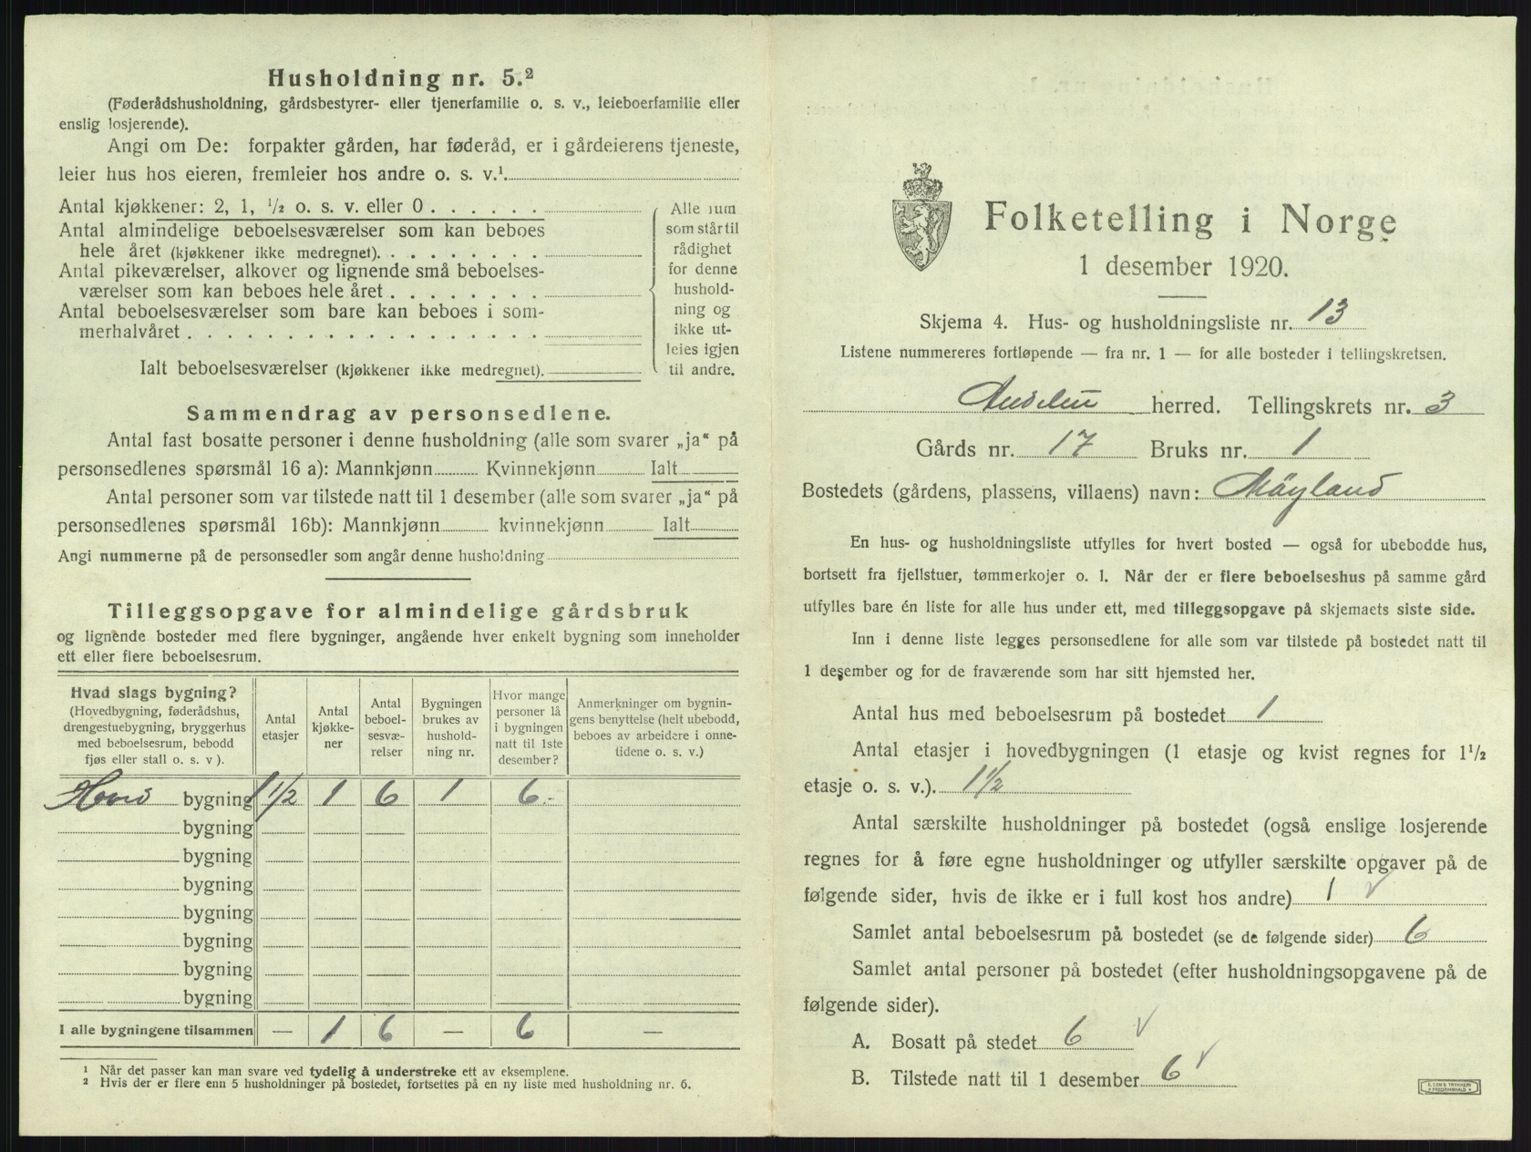 Husholdning nr. 5.²
(Føderådshusholdning, gårdsbestyrer- eller tjenerfamilie o. s. v., leieboerfamilie eller
enslig losjerende).
Angi om De: forpakter gården, har føderåd, er i gårdeierens tjeneste,
leier hus hos eieren, fremleier hos andre o. s. v.¹
Antal kjøkkener: 2, 1, ½ o. s. v. eller 0
Antal almindelige beboelsesværelser som kan beboes
hele året (kjøkkener ikke medregnet).
Antal pikeværelser, alkover og lignende små beboelses-
værelser som kan beboes hele året
Antal beboelsesværelser som bare kan beboes i som-
merhalvåret
Ialt beboelsesværelser (kjøkkener ikke medregnet).
Alle rum
som står til
rådighet
for denne
hushold-
ning og
ikke ut-
leies igjen
til andre.
Sammendrag av personsedlene.
Antal fast bosatte personer i denne husholdning (alle som svarer „ja“ på
personsedlenes spørsmål 16 a): Mannkjønn Kvinnekjønn Ialt
Antal personer som var tilstede natt til 1 desember (alle som svarer „ja“ på
personsedlenes spørsmål 16b): Mannkjønn kvinnekjønn Ialt
Angi nummerne på de personsedler som angår denne husholdning
Tilleggsopgave for almindelige gårdsbruk
og lignende bosteder med flere bygninger, angående hver enkelt bygning som inneholder
ett eller flere beboelsesrum.
Hvad slags bygning?
(Hovedbygning, føderådshus,
drengestuebygning, bryggerhus
med beboelsesrum, bebodd
fjøs eller stall o. s. v ).
Antal
etasjer
Antal
kjøkke-
ner
Antal
beboel-
sesvæ-
relser
Bygningen
brukes av
hushold-
ning nr.
Hvor mange
personer lå
i bygningen
natt til 1ste
desember?
Anmerkninger om bygnin-
gens benyttelse (helt ubebodd,
beboes av arbeidere i onne-
tidene o. s. v.)
Hovd bygning 1½ 1 6 1 6 -
bygning
bygning
bygning
bygning
bygning
bygning
bygning
I alle bygningene tilsammen — 1 6 — 6 —
¹ Når det passer kan man svare ved tydelig å understreke ett av eksemplene.
² Hvis der er flere enn 5 husholdninger på bostedet, fortsettes på en ny liste med husholdning nr. 6.
Folketelling i Norge
1 desember 1920.
Skjema 4. Hus- og husholdningsliste nr. 13
Listene nummereres fortløpende — fra nr. 1 — for alle bosteder i tellingskretsen.
herred. Tellingskrets nr. 3
Gårds nr. 17 Bruks nr. 1
Bostedets (gårdens, plassens, villaens) navn: Möyland
En hus- og husholdningsliste utfylles for hvert bosted — også for ubebodde hus,
bortsett fra fjellstuer, tømmerkojer o. l. Når der er flere beboelseshus på samme gård
utfylles bare én liste for alle hus under ett, med tilleggsopgave på skjemaets siste side.
Inn i denne liste legges personsedlene for alle som var tilstede på bostedet natt til
1 desember og for de fraværende som har sitt hjemsted her.
Antal hus med beboelsesrum på bostedet 1
Antal etasjer i hovedbygningen (1 etasje og kvist regnes for 1½
etasje o. s. v.). 1½
Antal særskilte husholdninger på bostedet (også enslige losjerende
regnes for å føre egne husholdninger og utfyller særskilte opgaver på de
følgende sider, hvis de ikke er i full kost hos andre) 1 √
Samlet antal beboelsesrum på bostedet (se de følgende sider) 6
Samlet antal personer på bostedet (efter husholdningsopgavene på de
følgende sider).
A. Bosatt på stedet 6 √
B. Tilstede natt til 1 desember 6 √